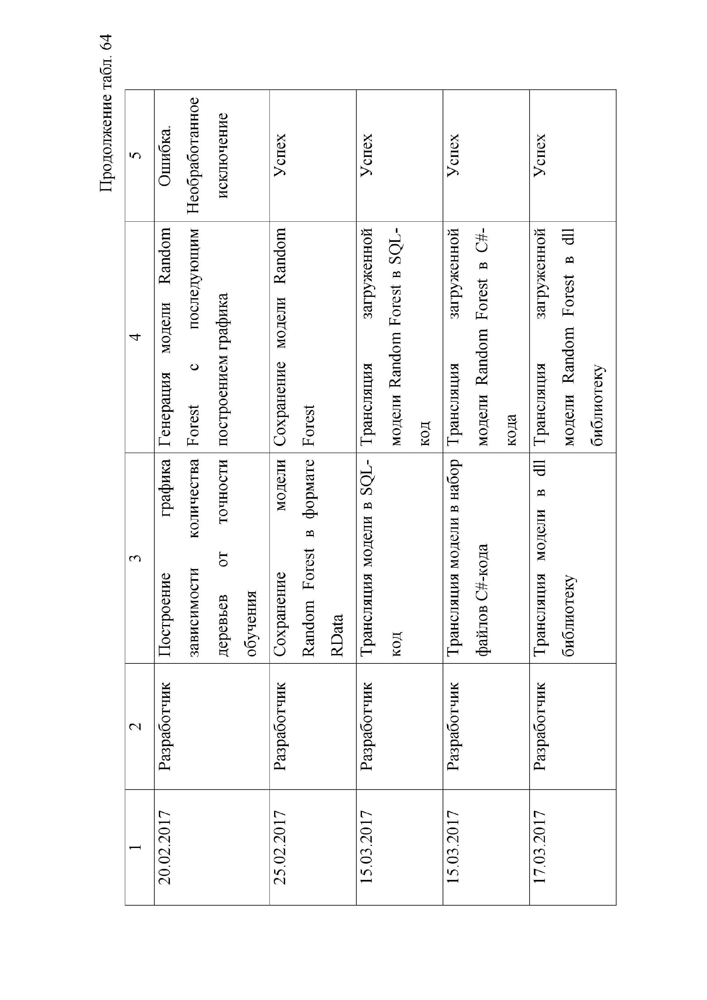 Продолжение табл. 64
1 2 3 4 5
20.02.2017
Разработчик
Построение графика
зависимости количества
деревьев от точности
обучения
Генерация модели Random
Forest с последующим
построением графика
Ошибка.
Необработанное
исключение
25.02.2017
Разработчик
Сохранение модели
Random Forest в формате
RData
Сохранение модели Random
Forest
Успех
15.03.2017
Разработчик
Трансляция модели в SQL-
код
Трансляция загруженной
модели Random Forest в SQL-
код
Успех
15.03.2017
Разработчик
Трансляция модели в набор
файлов C#-кода
Трансляция загруженной
модели Random Forest в C#-
кода
Успех
17.03.2017
Разработчик
Трансляция модели в dll
библиотеку
Трансляция загруженной
модели Random Forest в dll
библиотеку
Успех